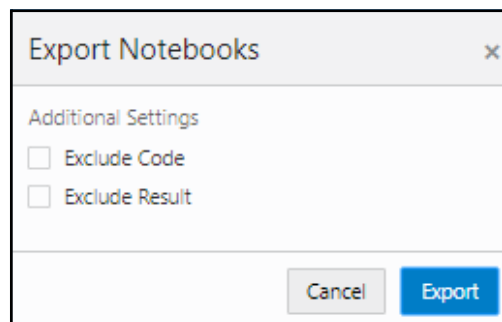 Export Notebooks
Additional Settings
Exclude Code
Exclude Result
Cancel Export